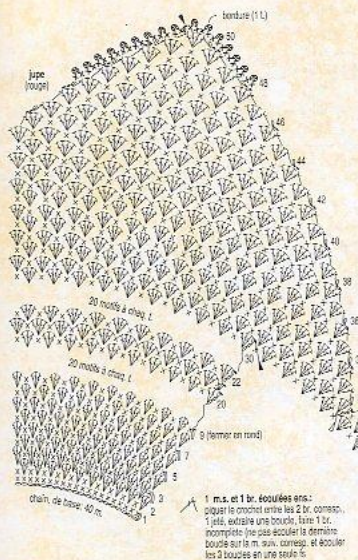 bordure (1 t.)
50
jupe
(rouge)
48
46
44
42
40
38
36
20 motifs à chaq. t.
30
20 motifs à chaq. t.
22
20
9 (fermer en rond)
7
5
3
2
1
chaîn. de base: 40 m.
1 m.s. et 1 br. écoulées ens.:
piquer le crochet entre les 2 br. corresp.,
1 jeté, extraire une boucle, faire 1 br.
incomplète (ne pas écouler la dernière
boucle sur la m. suiv. corresp. et écouler
les 3 boucles en une seule fs